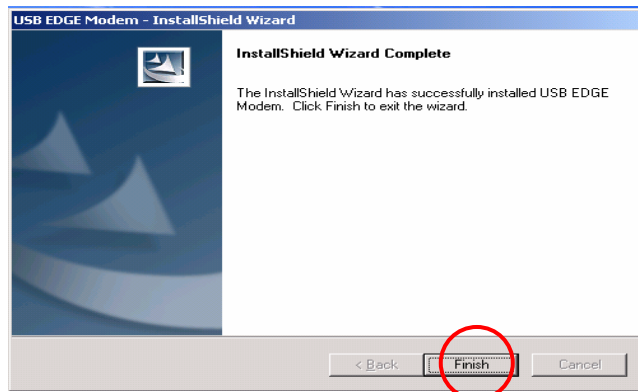 USB EDGE Modem - InstallShield Wizard
InstallShield Wizard Complete
The InstallShield Wizard has successfully installed USB EDGE
Modem. Click Finish to exit the wizard.
< Back Finish Cancel